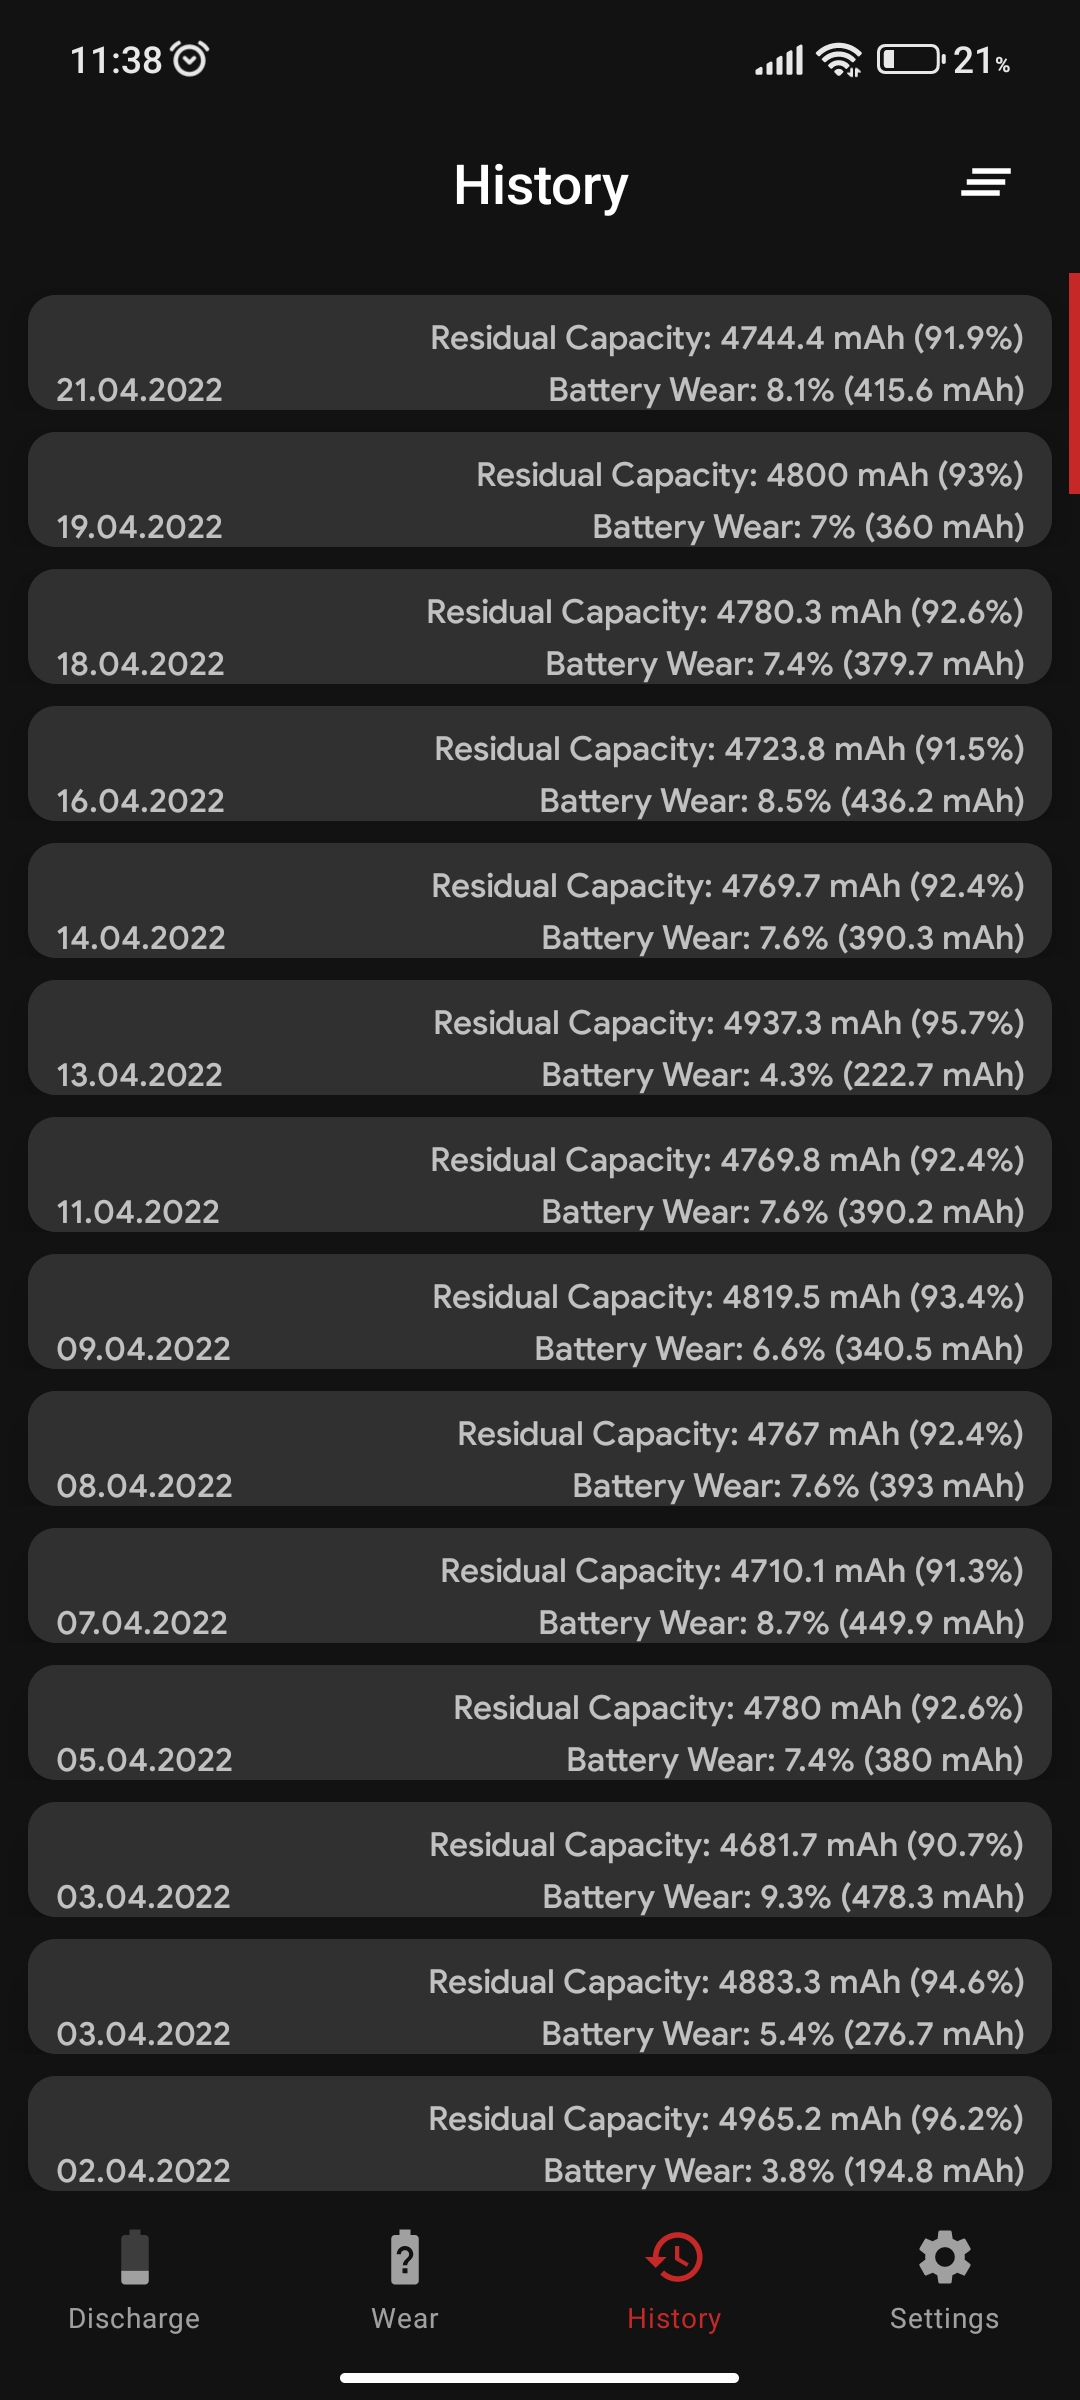 11:38
21%
History
Residual Capacity: 4744.4 mAh (91.9%)
21.04.2022 Battery Wear: 8.1% (415.6 mAh)
Residual Capacity: 4800 mAh (93%)
19.04.2022 Battery Wear: 7% (360 mAh)
Residual Capacity: 4780.3 mAh (92.6%)
18.04.2022 Battery Wear: 7.4% (379.7 mAh)
Residual Capacity: 4723.8 mAh (91.5%)
16.04.2022 Battery Wear: 8.5% (436.2 mAh)
Residual Capacity: 4769.7 mAh (92.4%)
14.04.2022 Battery Wear: 7.6% (390.3 mAh)
Residual Capacity: 4937.3 mAh (95.7%)
13.04.2022 Battery Wear: 4.3% (222.7 mAh)
Residual Capacity: 4769.8 mAh (92.4%)
11.04.2022 Battery Wear: 7.6% (390.2 mAh)
Residual Capacity: 4819.5 mAh (93.4%)
09.04.2022 Battery Wear: 6.6% (340.5 mAh)
Residual Capacity: 4767 mAh (92.4%)
08.04.2022 Battery Wear: 7.6% (393 mAh)
Residual Capacity: 4710.1 mAh (91.3%)
07.04.2022 Battery Wear: 8.7% (449.9 mAh)
Residual Capacity: 4780 mAh (92.6%)
05.04.2022 Battery Wear: 7.4% (380 mAh)
Residual Capacity: 4681.7 mAh (90.7%)
03.04.2022 Battery Wear: 9.3% (478.3 mAh)
Residual Capacity: 4883.3 mAh (94.6%)
03.04.2022 Battery Wear: 5.4% (276.7 mAh)
Residual Capacity: 4965.2 mAh (96.2%)
02.04.2022 Battery Wear: 3.8% (194.8 mAh)
?
Discharge Wear History Settings